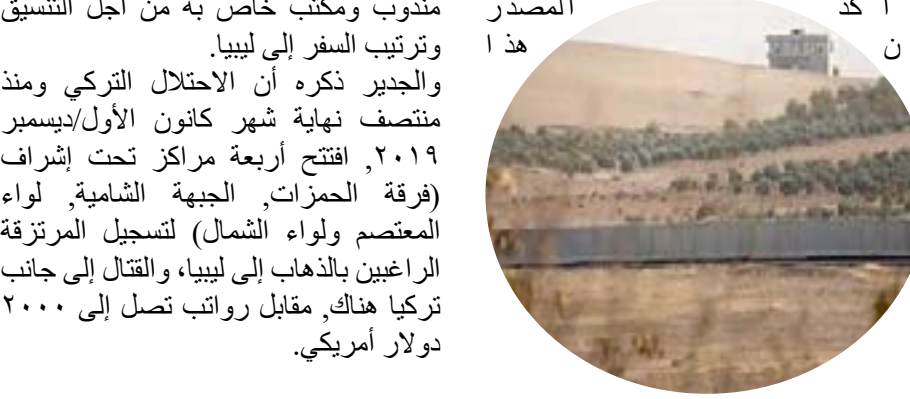 أكد المصدر
ن هذا
مندوب ومكتب خاص به من أجل التنسيق
وترتيب السفر إلى ليبيا.
والجدير ذكره أن الاحتلال التركي ومنذ
منتصف نهاية شهر كانون الأول/ديسمبر
٢٠١٩, افتتح أربعة مراكز تحت إشراف
(فرقة الحمزات, الجبهة الشامية, لواء
المعتصم ولواء الشمال) لتسجيل المرتزقة
الراغبين بالذهاب إلى ليبيا، والقتال إلى جانب
تركيا هناك, مقابل رواتب تصل إلى ٢٠٠٠
دولار أمريكي.